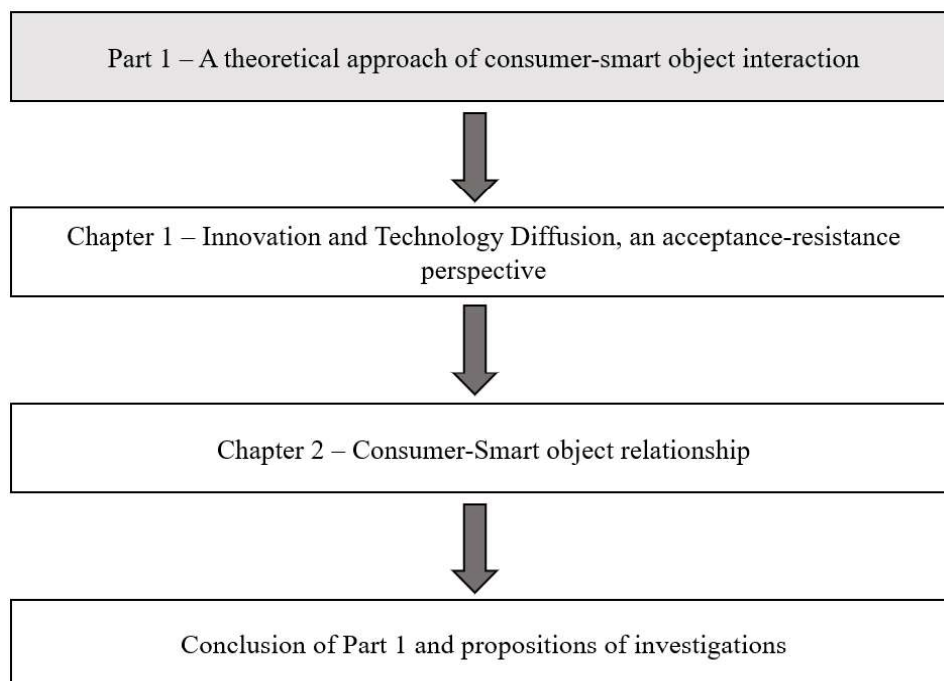 Part 1 – A theoretical approach of consumer-smart object interaction
Chapter 1 – Innovation and Technology Diffusion, an acceptance-resistance
perspective
Chapter 2 – Consumer-Smart object relationship
Conclusion of Part 1 and propositions of investigations